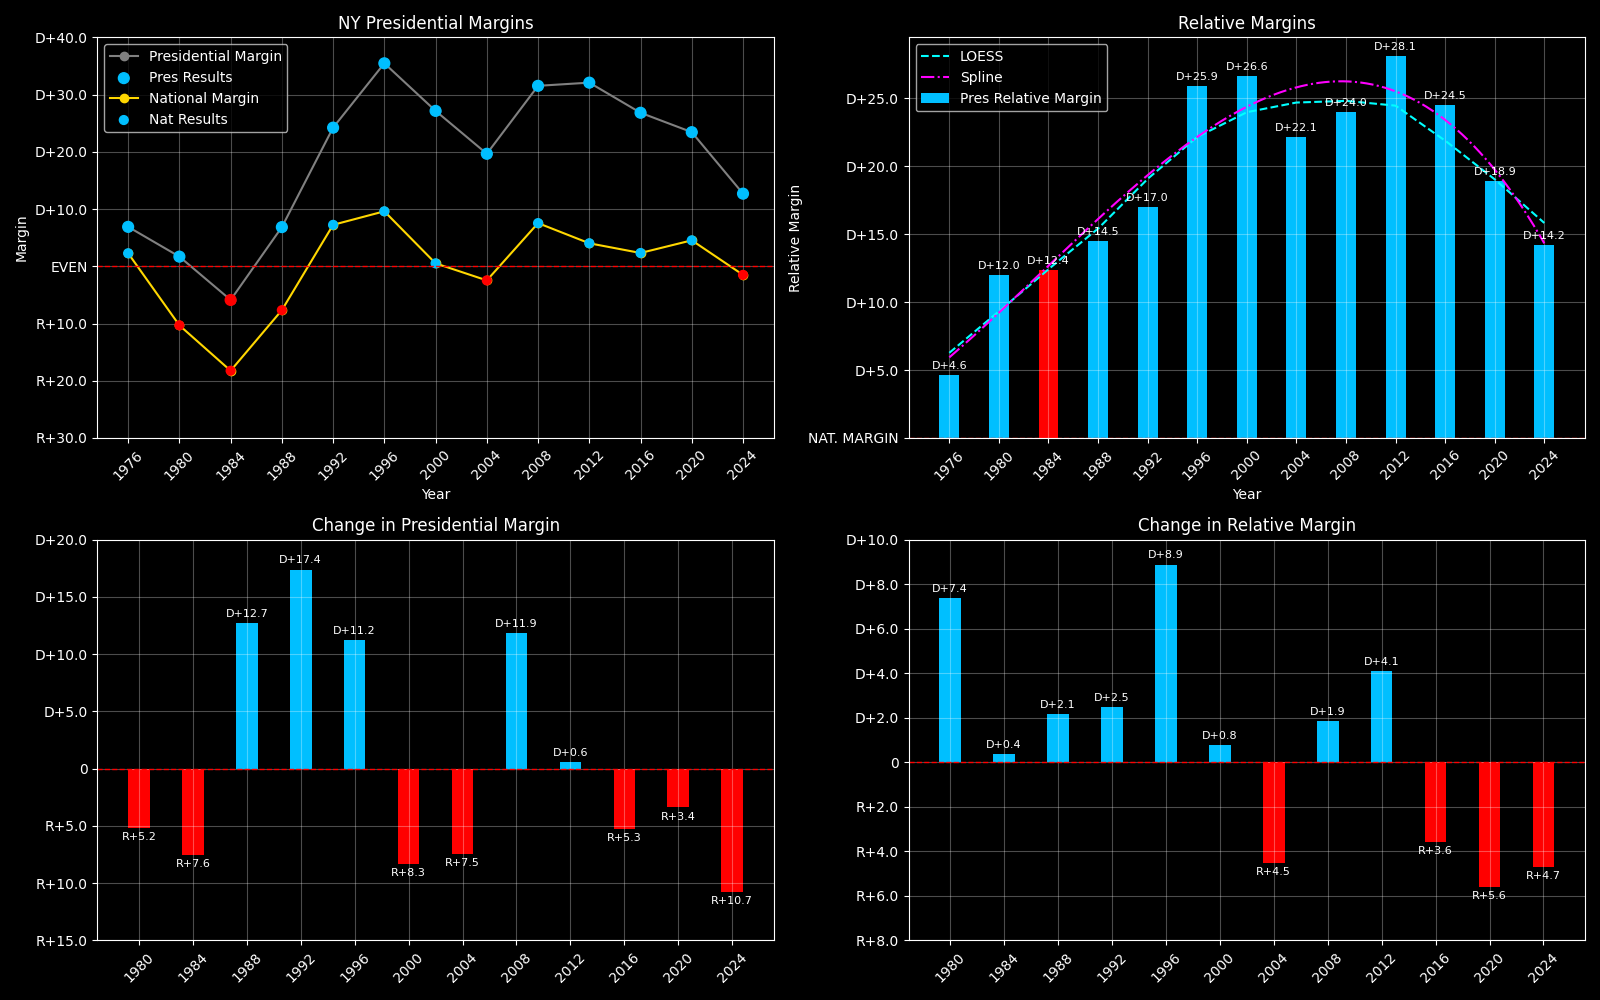 NY Presidential Margins
D+40.0
D+30.0
D+20.0
D+10.0
EVEN
R+10.0
R+20.0
R+30.0
Margin
Presidential Margin
Pres Results
National Margin
Nat Results
1976
1980
1984
1988
1992
1996
2000
2004
2008
2012
2016
2020
2024
Year
Relative Margins
D+25.0
D+20.0
D+15.0
D+10.0
D+5.0
NAT. MARGIN
Relative Margin
LOESS
Spline
Pres Relative Margin
D+4.6
D+12.0
D+12.4
D+14.5
D+17.0
D+25.9
D+26.6
D+22.1
D+24.0
D+28.1
D+24.5
D+18.9
D+14.2
1976
1980
1984
1988
1992
1996
2000
2004
2008
2012
2016
2020
2024
Year
Change in Presidential Margin
D+20.0
D+15.0
D+10.0
D+5.0
0
R+5.0
R+10.0
R+15.0
R+5.2
R+7.6
D+12.7
D+17.4
D+11.2
R+8.3
R+7.5
D+11.9
D+0.6
R+5.3
R+3.4
R+10.7
1980
1984
1988
1992
1996
2000
2004
2008
2012
2016
2020
2024
Change in Relative Margin
D+10.0
D+8.0
D+6.0
D+4.0
D+2.0
0
R+2.0
R+4.0
R+6.0
R+8.0
D+7.4
D+0.4
D+2.1
D+2.5
D+8.9
D+0.8
R+4.5
D+1.9
D+4.1
R+3.6
R+5.6
R+4.7
1980
1984
1988
1992
1996
2000
2004
2008
2012
2016
2020
2024